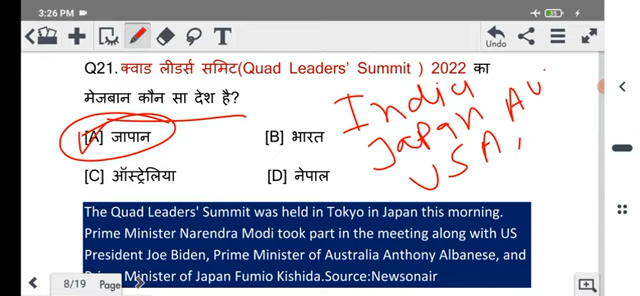 3:26 PM
53
Undo
Q21.क्वाड लीडर्स समिट(Quad Leaders' Summit ) 2022 का
मेजबान कौन सा देश है?
[A] जापान
[B] भारत
[C] ऑस्ट्रेलिया
[D] नेपाल
India
Japan AU
USA,
The Quad Leaders' Summit was held in Tokyo in Japan this morning.
Prime Minister Narendra Modi took part in the meeting along with US
President Joe Biden, Prime Minister of Australia Anthony Albanese, and
Prime Minister of Japan Fumio Kishida.Source:Newsonair
8/19 Page